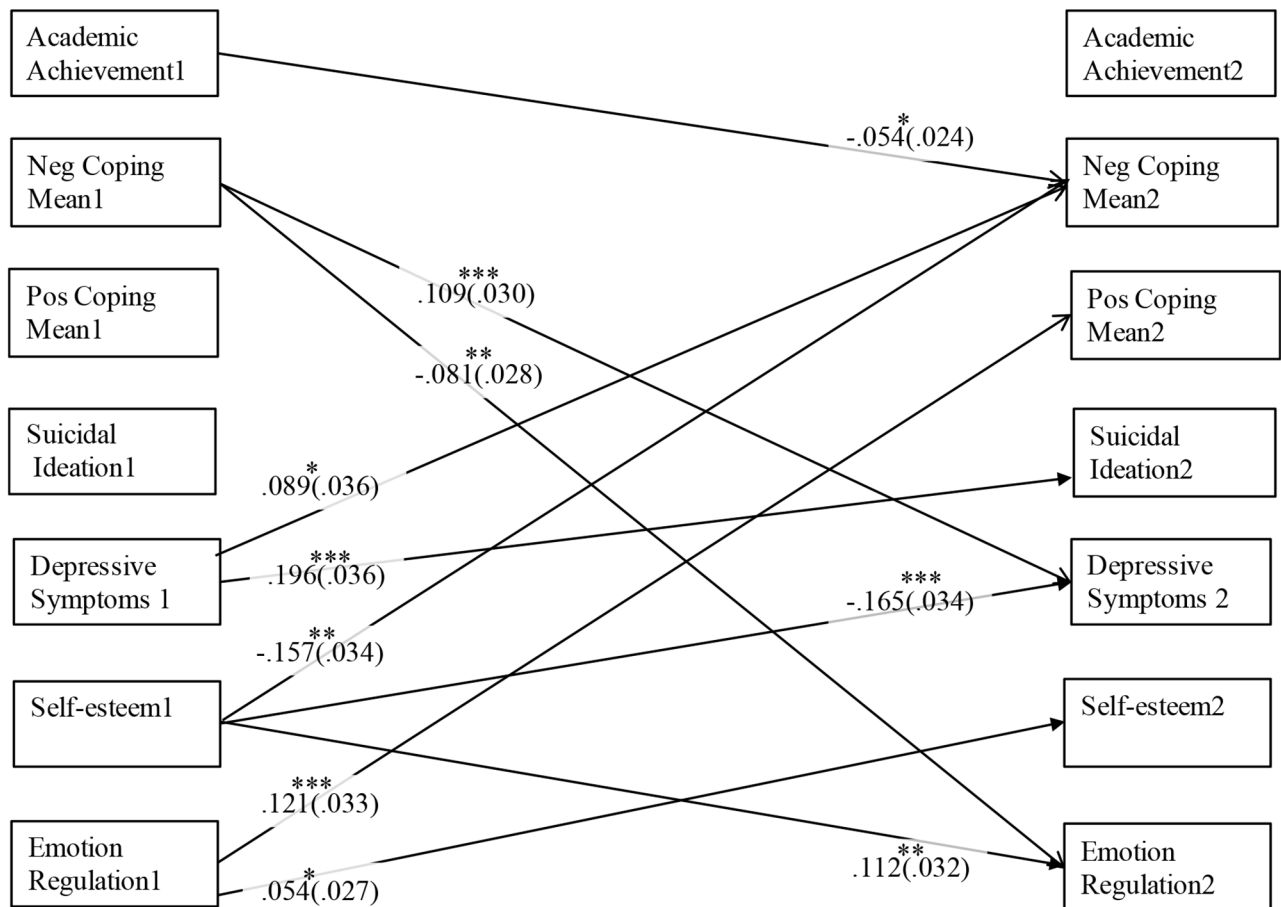 Academic
Achievement1
Academic
Achievement2
*
-.054(.024)
Neg Coping
Mean1
Neg Coping
Mean2
***
.109(.030)
Pos Coping
Mean1
Pos Coping
Mean2
**
-.081(.028)
Suicidal
Ideation1
Suicidal
Ideation2
*
.089(.036)
***
.196(.036)
Depressive
Symptoms 1
Depressive
Symptoms 2
***
-.165(.034)
**
-.157(.034)
Self-esteem1
Self-esteem2
***
.121(.033)
Emotion
Regulation1
Emotion
Regulation2
**
.112(.032)
*
.054(.027)